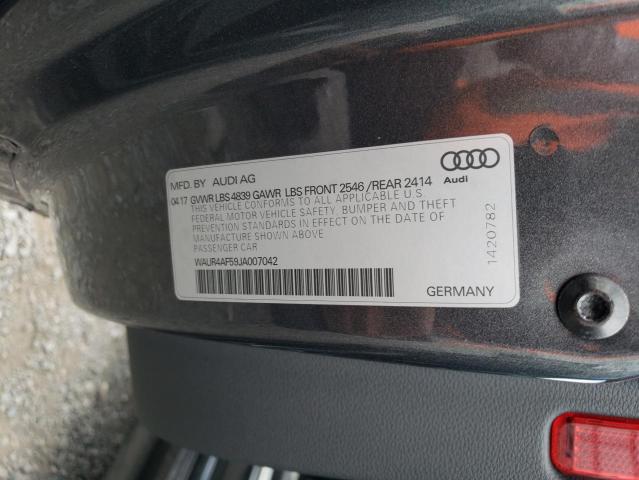 MFD. BY AUDI AG
Audi
04.17 GVWR LBS 4839 GAWR LBS FRONT 2546 /REAR 2414
THIS VEHICLE CONFORMS TO ALL APPLICABLE U.S.
FEDERAL MOTOR VEHICLE SAFETY, BUMPER AND THEFT
PREVENTION STANDARDS IN EFFECT ON THE DATE OF
MANUFACTURE SHOWN ABOVE.
PASSENGER CAR
WAUR4AF59JA007042
1420782
GERMANY